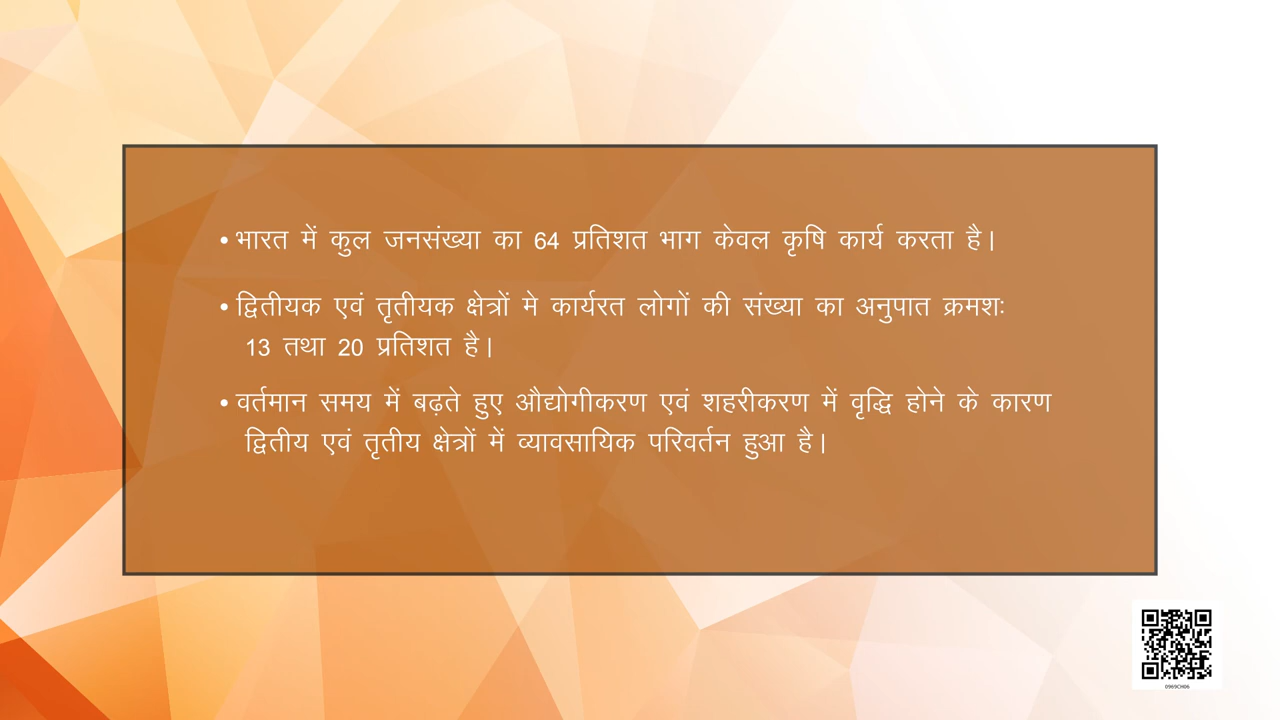 • भारत में कुल जनसंख्या का 64 प्रतिशत भाग केवल कृषि कार्य करता है।
• द्वितीयक एवं तृतीयक क्षेत्रों मे कार्यरत लोगों की संख्या का अनुपात क्रमशः
13 तथा 20 प्रतिशत है।
• वर्तमान समय में बढ़ते हुए औद्योगीकरण एवं शहरीकरण में वृद्धि होने के कारण
द्वितीय एवं तृतीय क्षेत्रों में व्यावसायिक परिवर्तन हुआ है।
0969CH06